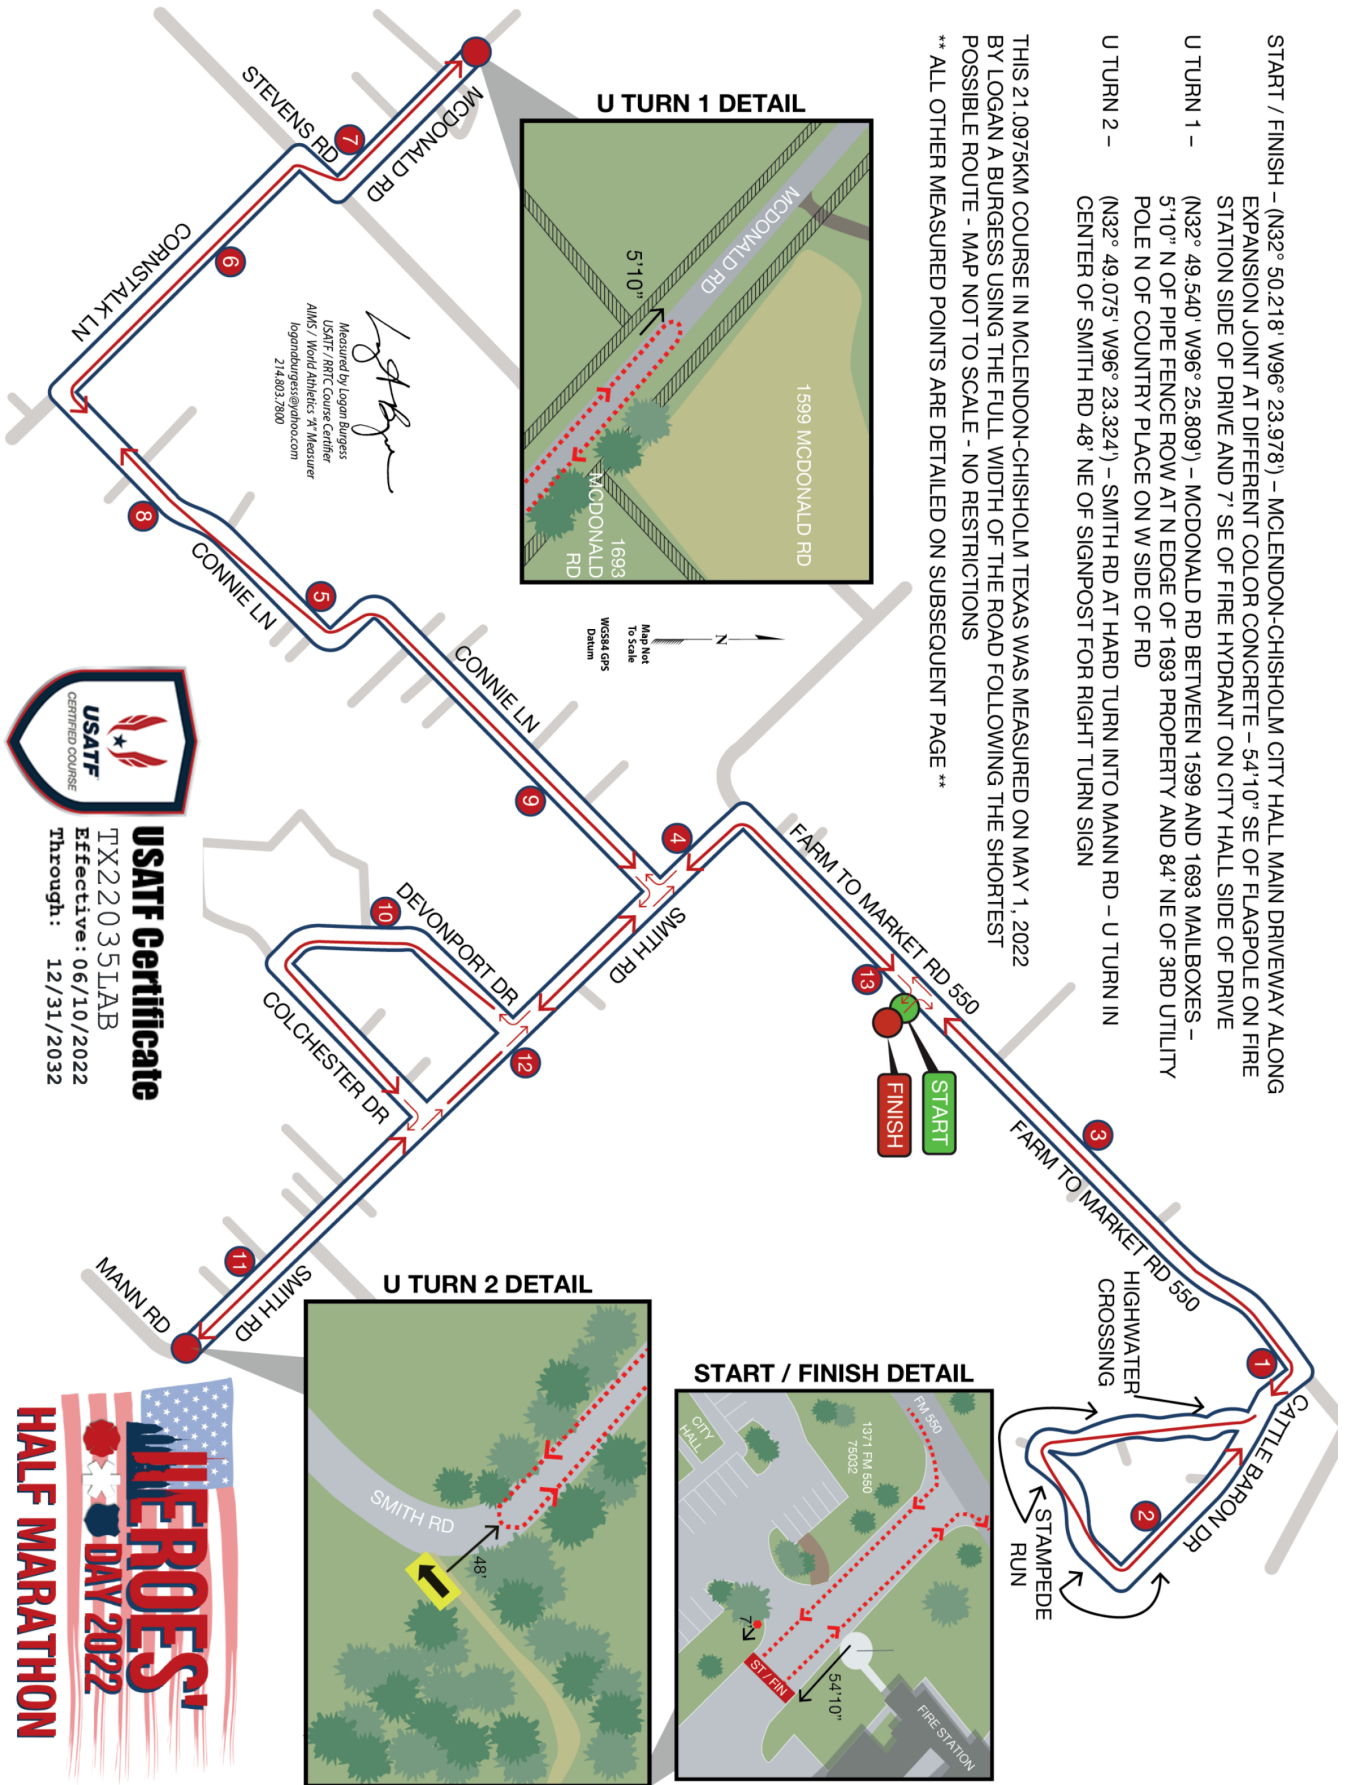 START / FINISH – (N32° 50.218' W96° 23.978') – MCLENDON-CHISHOLM CITY HALL MAIN DRIVEWAY ALONG
EXPANSION JOINT AT DIFFERENT COLOR CONCRETE – 54'10" SE OF FLAGPOLE ON FIRE
STATION SIDE OF DRIVE AND 7' SE OF FIRE HYDRANT ON CITY HALL SIDE OF DRIVE
U TURN 1 –
(N32° 49.540' W96° 25.809') – MCDONALD RD BETWEEN 1599 AND 1693 MAILBOXES –
5'10" N OF PIPE FENCE ROW AT N EDGE OF 1693 PROPERTY AND 84' NE OF 3RD UTILITY
POLE N OF COUNTRY PLACE ON W SIDE OF RD
U TURN 2 –
(N32° 49.075' W96° 23.324') – SMITH RD AT HARD TURN INTO MANN RD – U TURN IN
CENTER OF SMITH RD 48' NE OF SIGNPOST FOR RIGHT TURN SIGN
THIS 21.0975KM COURSE IN MCLENDON-CHISHOLM TEXAS WAS MEASURED ON MAY 1, 2022
BY LOGAN A BURGESS USING THE FULL WIDTH OF THE ROAD FOLLOWING THE SHORTEST
POSSIBLE ROUTE - MAP NOT TO SCALE - NO RESTRICTIONS
** ALL OTHER MEASURED POINTS ARE DETAILED ON SUBSEQUENT PAGE **
U TURN 1 DETAIL
MCDONALD RD
5'10"
1599 MCDONALD RD
1693
MCDONALD
RD
MCDONALD RD
STEVENS RD
7
6
CORNSTALK LN
8
CONNIE LN
5
CONNIE LN
9
4
SMITH RD
FARM TO MARKET RD 550
13
START
FINISH
3
FARM TO MARKET RD 550
1
CATTLE BARON DR
HIGHWATER
CROSSING
2
STAMPEDE
RUN
DEVONPORT DR
10
COLCHESTER DR
12
11
SMITH RD
MANN RD
Measured by Logan Burgess
USATF / RRTC Course Certifier
AIMS / World Athletics "A" Measurer
logandburgess@yahoo.com
214.803.7800
N
Map Not
To Scale
WGS84 GPS
Datum
U TURN 2 DETAIL
SMITH RD
48'
START / FINISH DETAIL
FM 550
CITY
HALL
1371 FM 550
75032
7'
ST / FIN
54'10"
FIRE STATION
USATF
CERTIFIED COURSE
USATF Certificate
TX22035LAB
Effective: 06/10/2022
Through: 12/31/2032
HEROES'
DAY 2022
HALF MARATHON